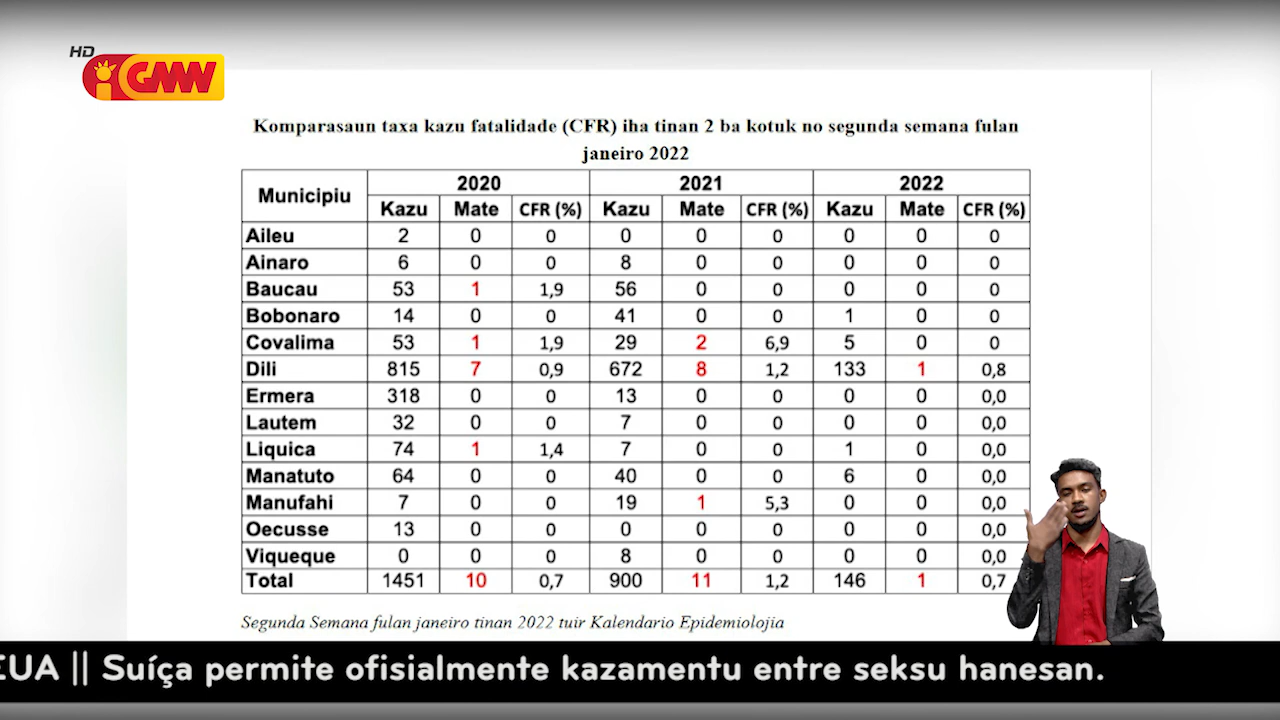 HD
GMW
Komparasaun taxa kazu fatalidade (CFR) iha tinan 2 ba kotuk no segunda semana fulan
janeiro 2022
Municipiu 2020 2021 2022
Kazu Mate CFR (%) Kazu Mate CFR (%) Kazu Mate CFR (%)
Aileu 2 0 0 0 0 0 0 0 0
Ainaro 6 0 0 8 0 0 0 0 0
Baucau 53 1 1,9 56 0 0 0 0 0
Bobonaro 14 0 0 41 0 0 1 0 0
Covalima 53 1 1,9 29 2 6,9 5 0 0
Dili 815 7 0,9 672 8 1,2 133 1 0,8
Ermera 318 0 0 13 0 0 0 0 0,0
Lautem 32 0 0 7 0 0 0 0 0,0
Liquica 74 1 1,4 7 0 0 1 0 0,0
Manatuto 64 0 0 40 0 0 6 0 0,0
Manufahi 7 0 0 19 1 5,3 0 0 0,0
Oecusse 13 0 0 0 0 0 0 0 0,0
Viqueque 0 0 0 8 0 0 0 0 0,0
Total 1451 10 0,7 900 11 1,2 146 1 0,7
Segunda Semana fulan janeiro tinan 2022 tuir Kalendario Epidemiolojia
EUA || Suíça permite ofisialmente kazamentu entre seksu hanesan.